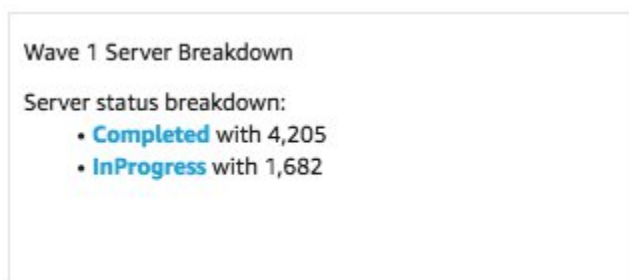 Wave 1 Server Breakdown
Server status breakdown:
• Completed with 4,205
• InProgress with 1,682